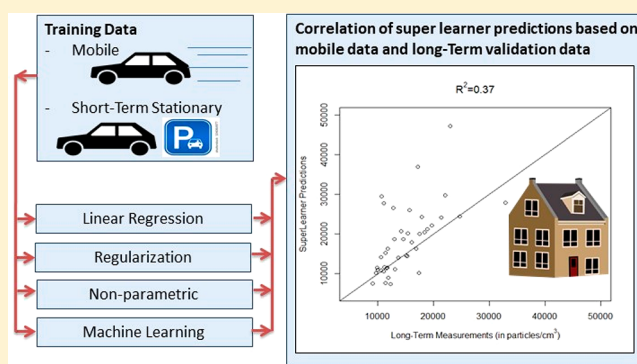 Training Data
- Mobile
- Short-Term Stationary
P
Linear Regression
Regularization
Non-parametric
Machine Learning
Correlation of super learner predictions based on
mobile data and long-Term validation data
R²=0.37
SuperLearner Predictions
50000
40000
30000
20000
10000
10000 20000 30000 40000 50000
Long-Term Measurements (in particles/cm³)